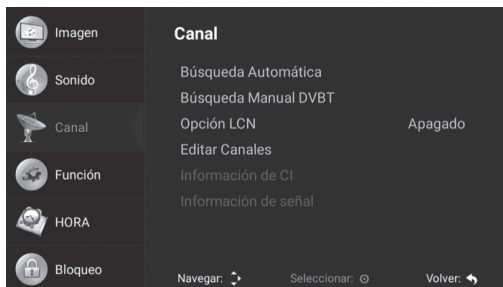 Imagen
Sonido
Canal
Función
HORA
Bloqueo
Canal
Búsqueda Automática
Búsqueda Manual DVBT
Opción LCN Apagado
Editar Canales
Información de CI
Información de señal
Navegar: Seleccionar: Volver: